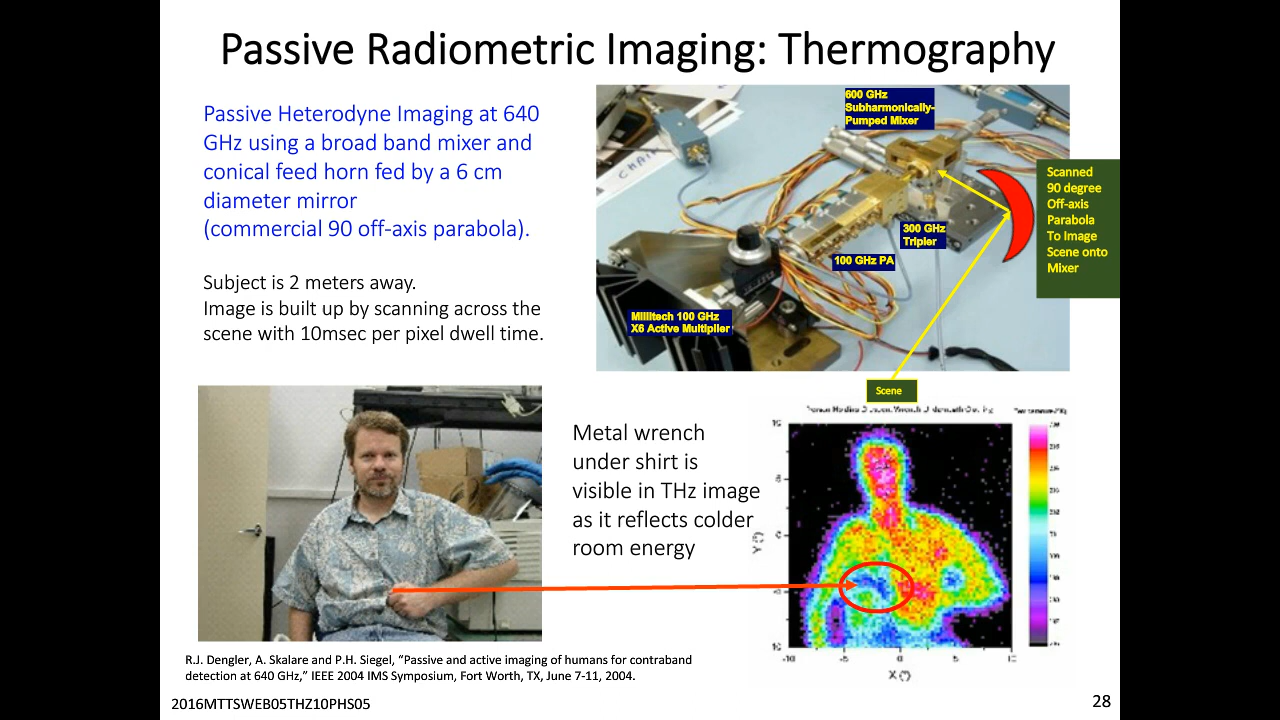 Passive Radiometric Imaging: Thermography
Passive Heterodyne Imaging at 640
GHz using a broad band mixer and
conical feed horn fed by a 6 cm
diameter mirror
(commercial 90 off-axis parabola).
Subject is 2 meters away.
Image is built up by scanning across the
scene with 10msec per pixel dwell time.
600 GHz
Subharmonically-
Pumped Mixer
Scanned
90 degree
Off-axis
Parabola
To Image
Scene onto
Mixer
300 GHz
Tripler
100 GHz PA
Millitech 100 GHz
X6 Active Multiplier
Scene
Metal wrench
under shirt is
visible in THz image
as it reflects colder
room energy
Y (°)
-10
-5
0
5
X (°)
R.J. Dengler, A. Skalare and P.H. Siegel, “Passive and active imaging of humans for contraband
detection at 640 GHz,” IEEE 2004 IMS Symposium, Fort Worth, TX, June 7-11, 2004.
2016MTTSWEB05THZ10PHS05
28